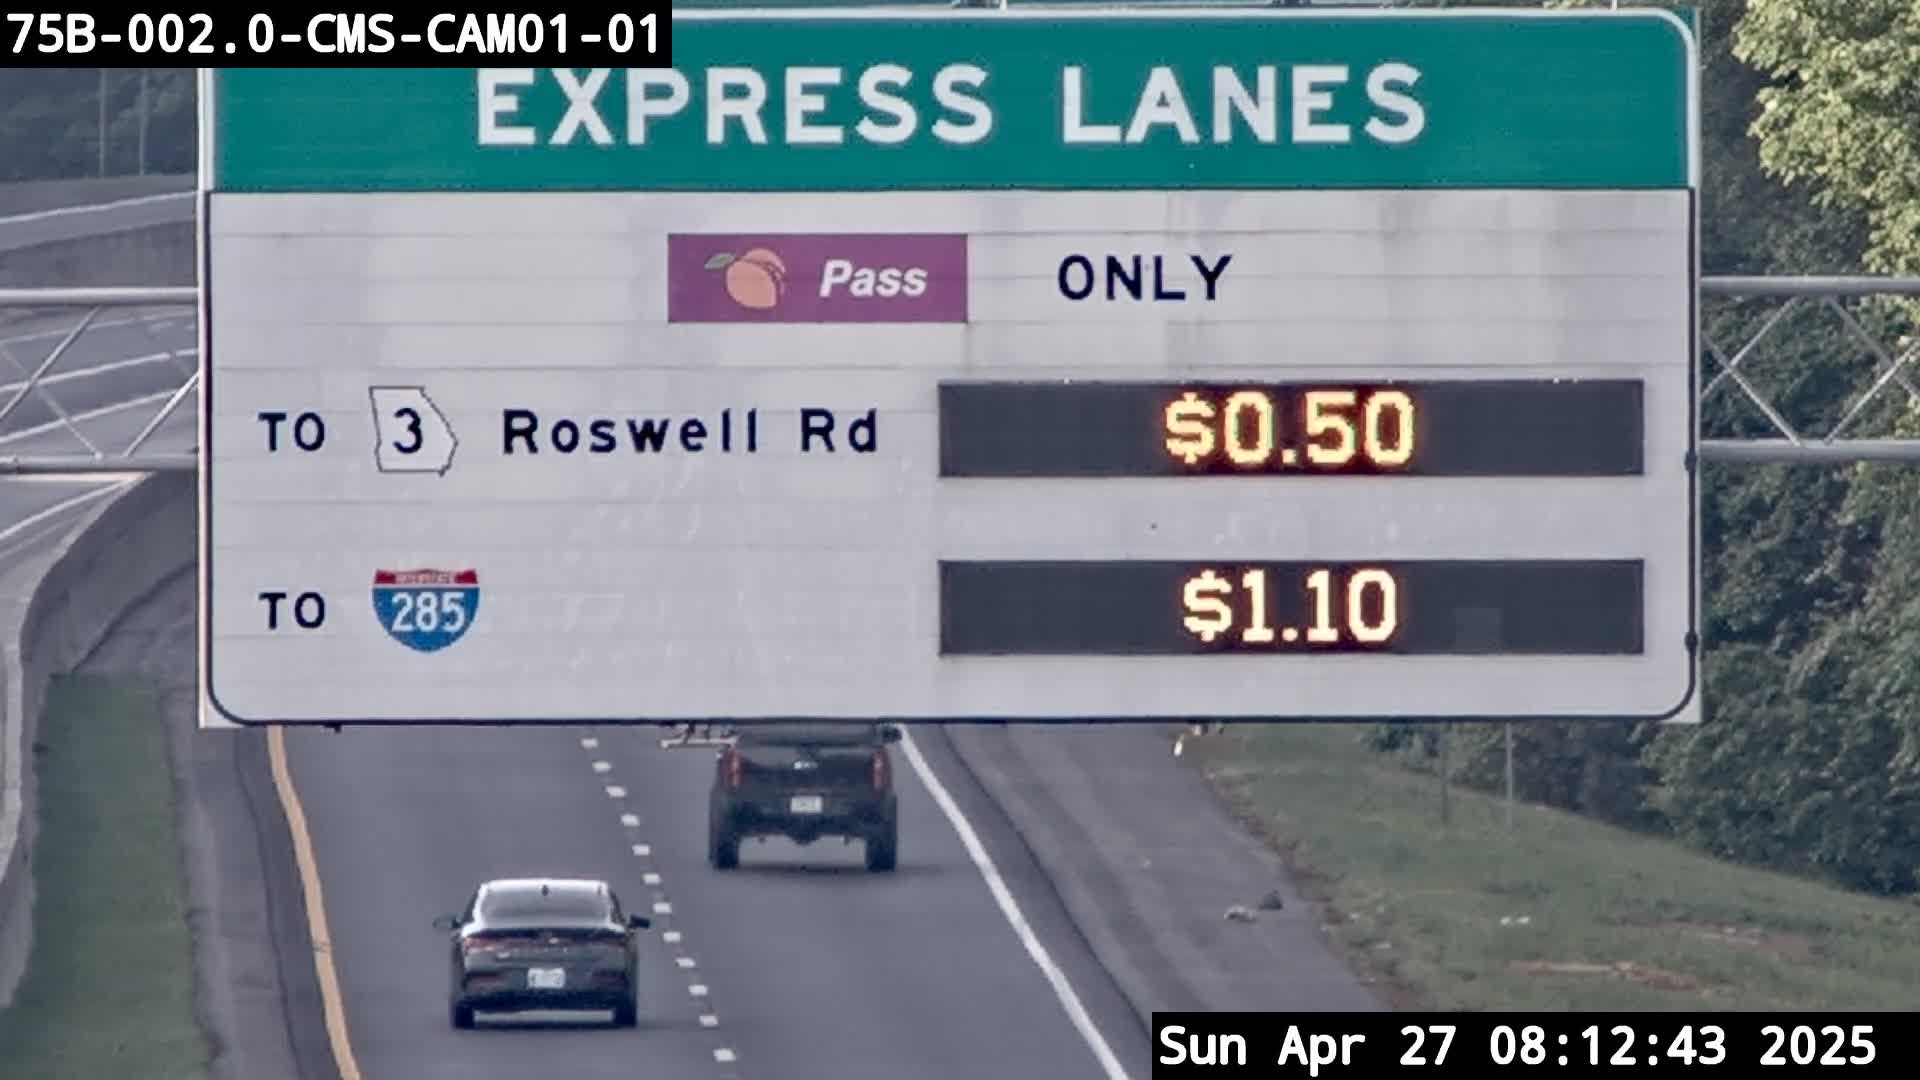 75B-002.0-CMS-CAM01-01
EXPRESS LANES
Pass ONLY
TO 3 Roswell Rd $0.50
TO INTERSTATE 285 $1.10
Sun Apr 27 08:12:43 2025